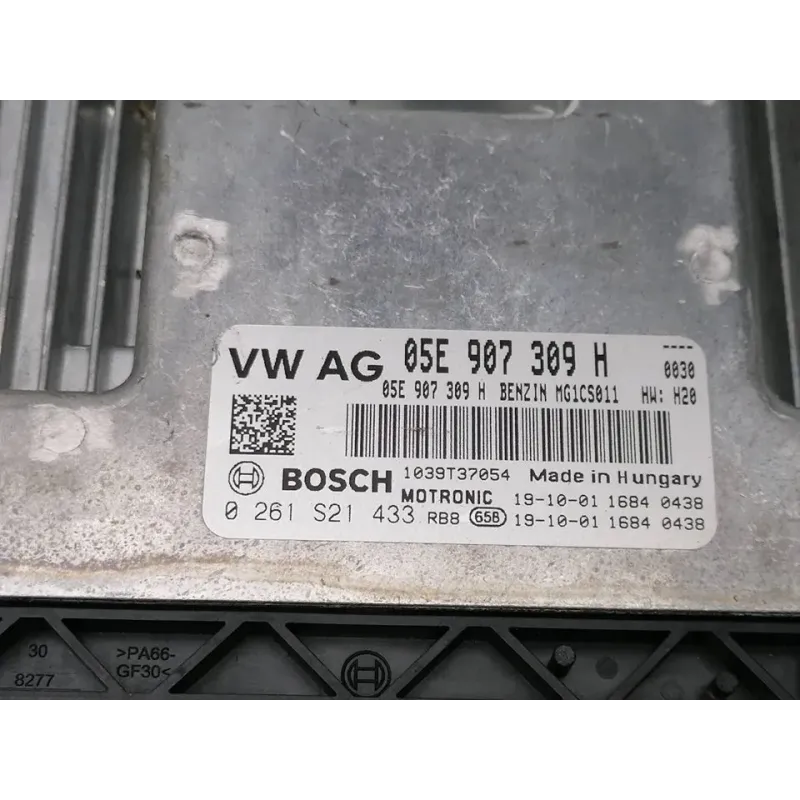 VW AG 05E 907 309 H ----
0030
05E 907 309 H BENZIN MG1CS011 HW: H20
BOSCH 1039T37054 Made in Hungary
MOTRONIC 19-10-01 1684 0438
0 261 S21 433 RB8 65B 19-10-01 1684 0438
30 >PA66-
8277 GF30<